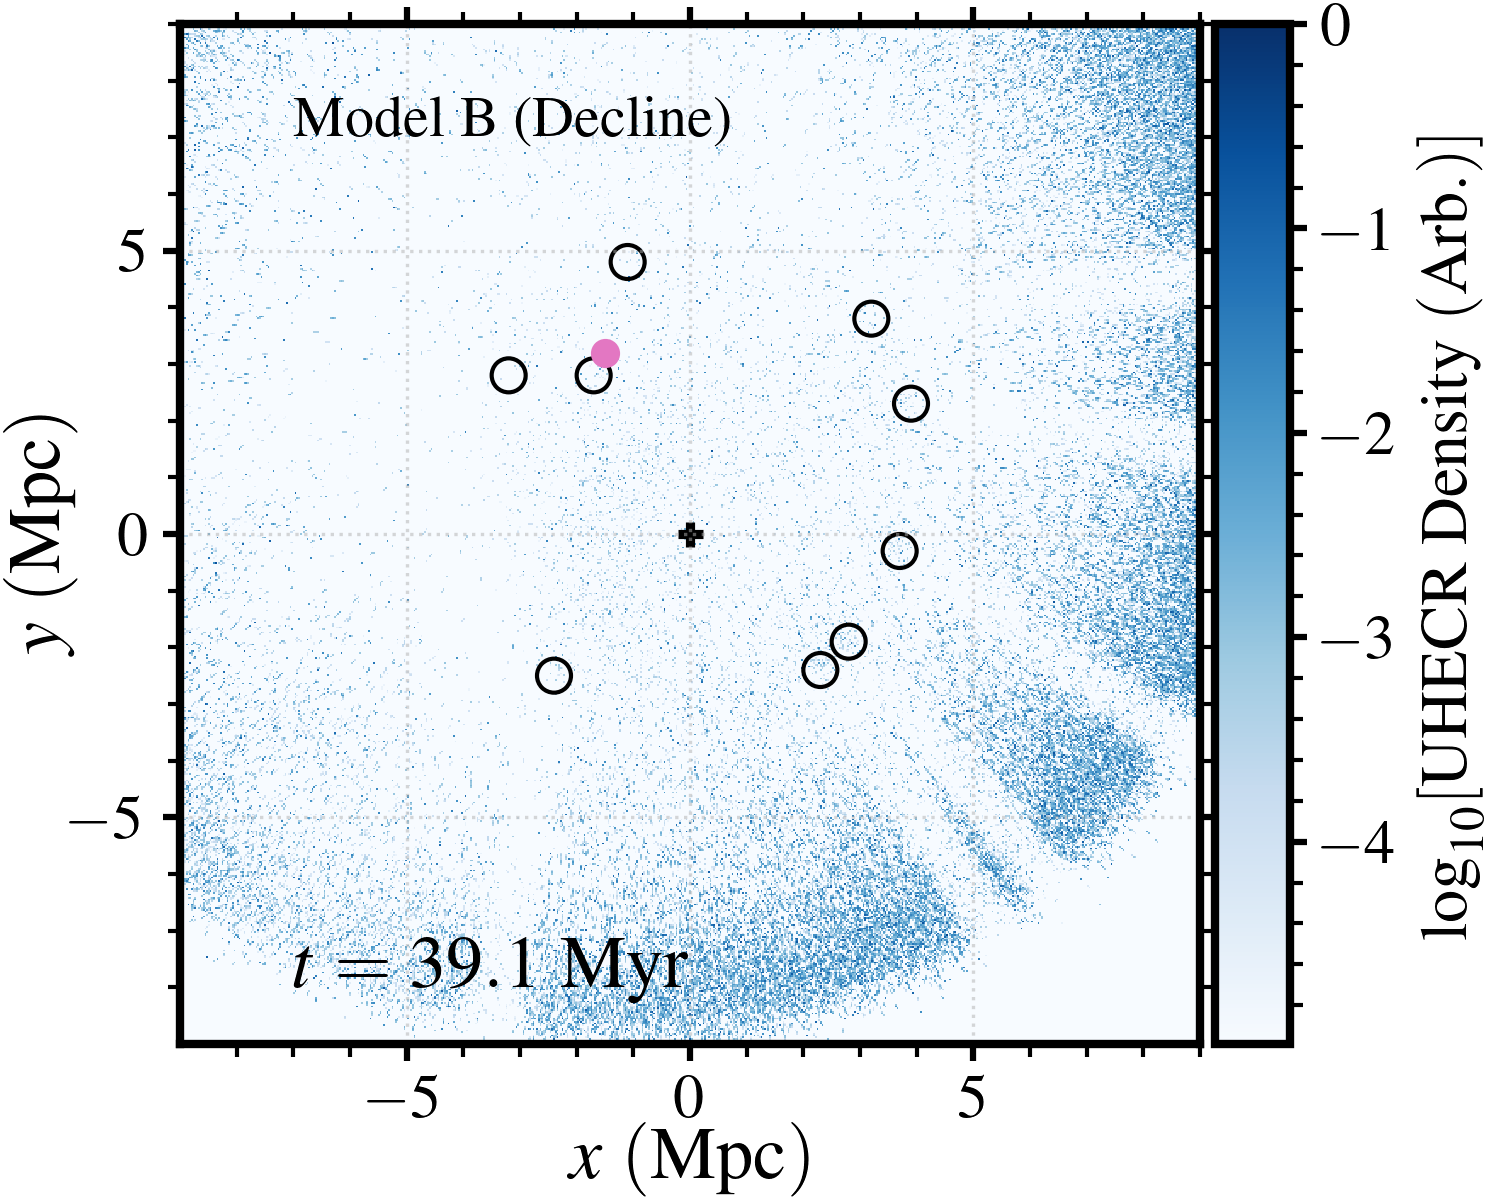 Model B (Decline)
t = 39.1 Myr
5
0
−5
y (Mpc)
−5
0
5
x (Mpc)
0
−1
−2
−3
−4
log₁₀[UHECR Density (Arb.)]